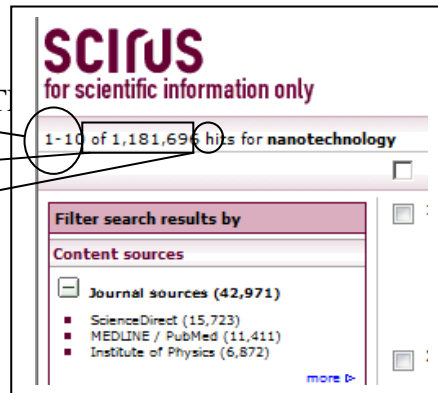 SCIRUS
for scientific information only
1-10 of 1,181,696 hits for nanotechnology
Filter search results by
Content sources
Journal sources (42,971)
ScienceDirect (15,723)
MEDLINE / PubMed (11,411)
Institute of Physics (6,872)
more